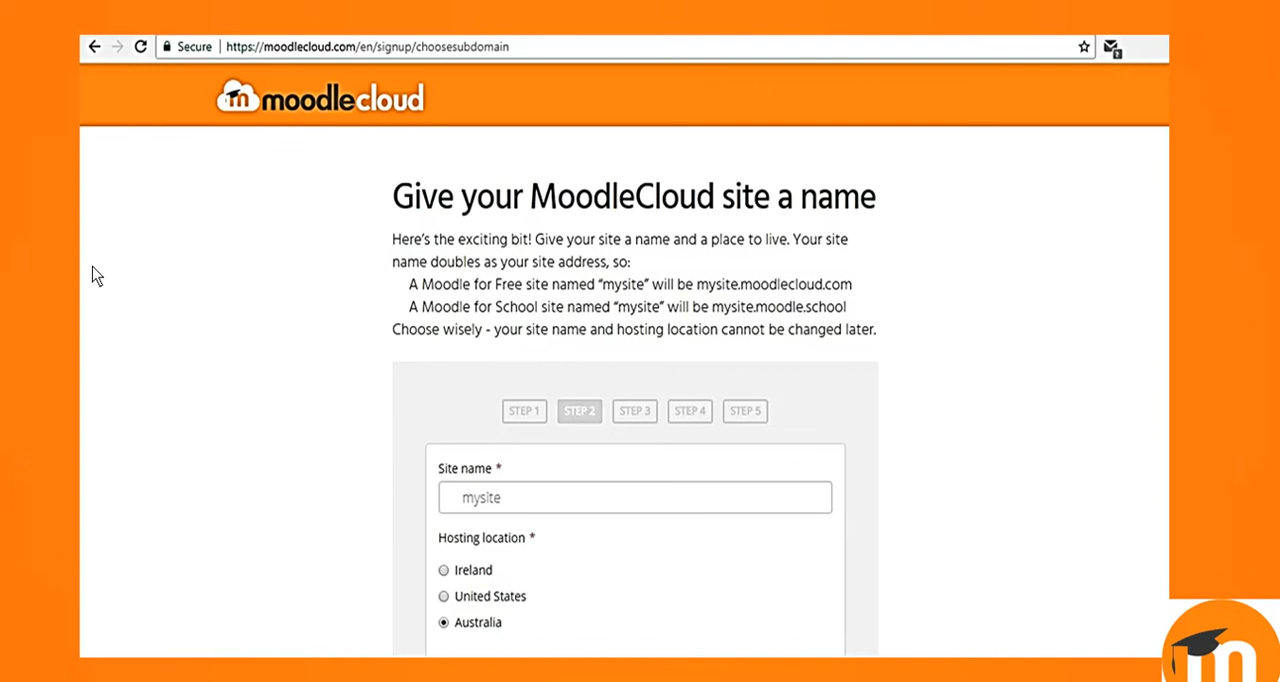 Secure | https://moodlecloud.com/en/signup/choosesubdomain
moodlecloud
Give your MoodleCloud site a name
Here's the exciting bit! Give your site a name and a place to live. Your site
name doubles as your site address, so:
A Moodle for Free site named “mysite” will be mysite.moodlecloud.com
A Moodle for School site named “mysite” will be mysite.moodle.school
Choose wisely - your site name and hosting location cannot be changed later.
STEP 1 STEP 2 STEP 3 STEP 4 STEP 5
Site name *
mysite
Hosting location *
Ireland
United States
Australia
m